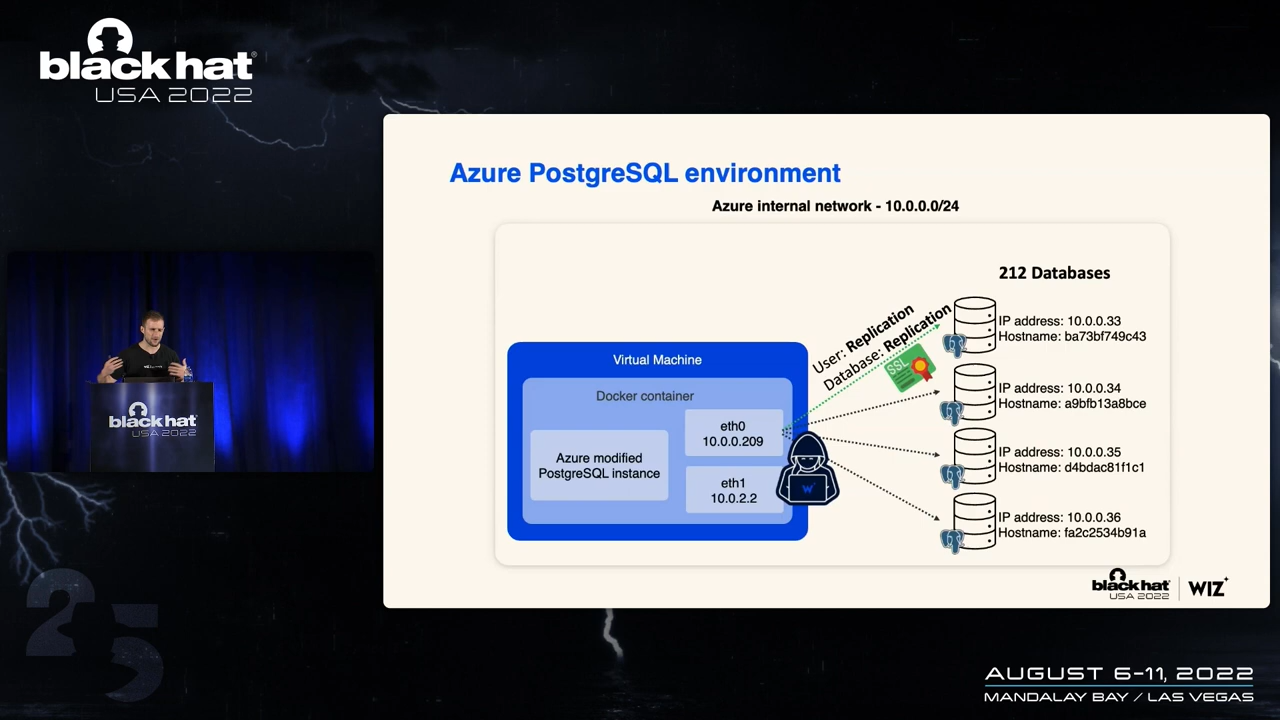 black hat
USA 2022
Azure PostgreSQL environment
Azure internal network - 10.0.0.0/24
212 Databases
User: Replication
Database: Replication
SSL
IP address: 10.0.0.33
Hostname: ba73bf749c43
IP address: 10.0.0.34
Hostname: a9bfb13a8bce
IP address: 10.0.0.35
Hostname: d4bdac81f1c1
IP address: 10.0.0.36
Hostname: fa2c2534b91a
Virtual Machine
Docker container
Azure modified
PostgreSQL instance
eth0
10.0.0.209
eth1
10.0.2.2
W
black hat
USA 2022
WIZ
black hat
USA 2022
25
AUGUST 6-11, 2022
MANDALAY BAY / LAS VEGAS